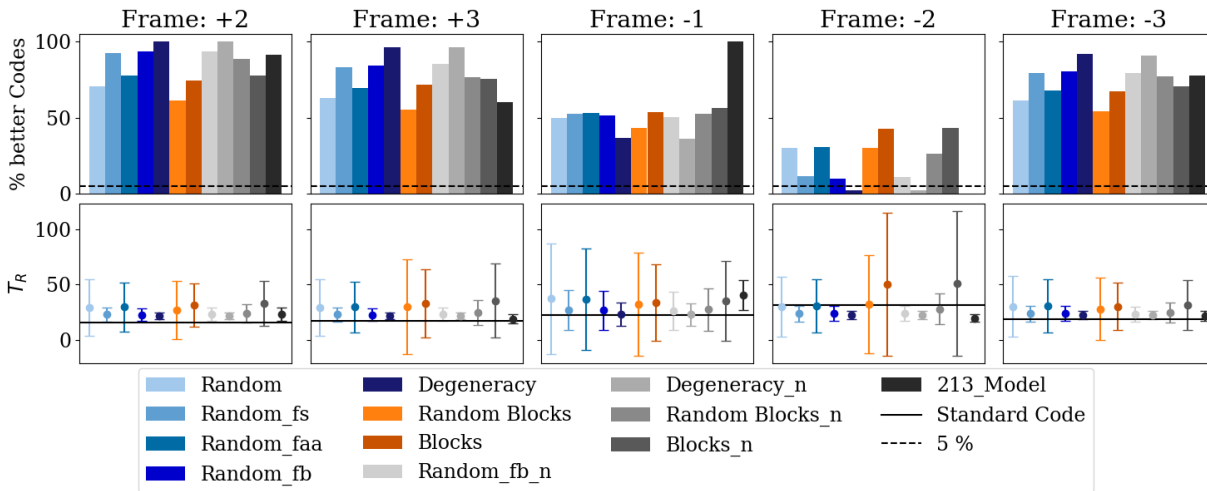 Frame: +2 Frame: +3 Frame: -1 Frame: -2 Frame: -3
% better Codes
100
50
0
T_R
100
50
0
Random Degeneracy Degeneracy_n 213_Model
Random_fs Random Blocks Random Blocks_n Standard Code
Random_faa Blocks Blocks_n 5 %
Random_fb Random_fb_n